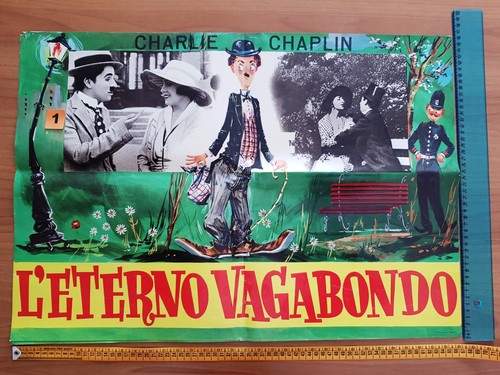 CHARLIE CHAPLIN
1
L'ETERNO VAGABONDO